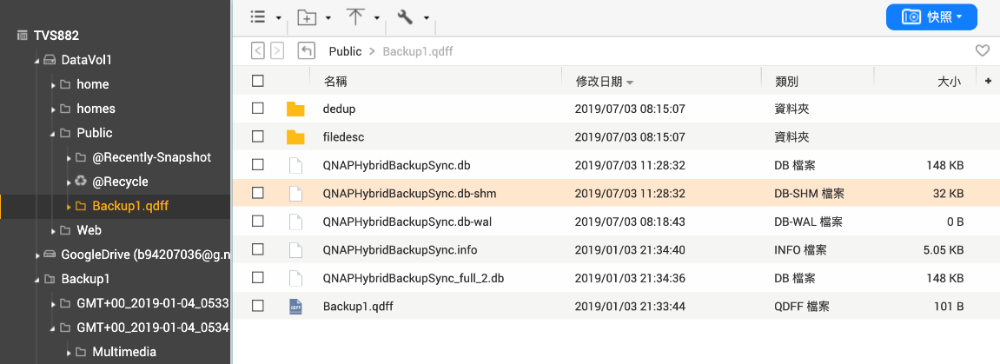 TVS882
DataVol1
home
homes
Public
@Recently-Snapshot
@Recycle
Backup1.qdff
Web
GoogleDrive (b94207036@g.n
Backup1
GMT+00_2019-01-04_0533
GMT+00_2019-01-04_0534
Multimedia
快照
Public > Backup1.qdff
名稱 修改日期 類別 大小
dedup 2019/07/03 08:15:07 資料夾
filedesc 2019/07/03 08:15:07 資料夾
QNAPHybridBackupSync.db 2019/07/03 11:28:32 DB 檔案 148 KB
QNAPHybridBackupSync.db-shm 2019/07/03 11:28:32 DB-SHM 檔案 32 KB
QNAPHybridBackupSync.db-wal 2019/07/03 08:18:43 DB-WAL 檔案 0 B
QNAPHybridBackupSync.info 2019/01/03 21:34:40 INFO 檔案 5.05 KB
QNAPHybridBackupSync_full_2.db 2019/01/03 21:34:36 DB 檔案 148 KB
QDFF Backup1.qdff 2019/01/03 21:33:44 QDFF 檔案 101 B